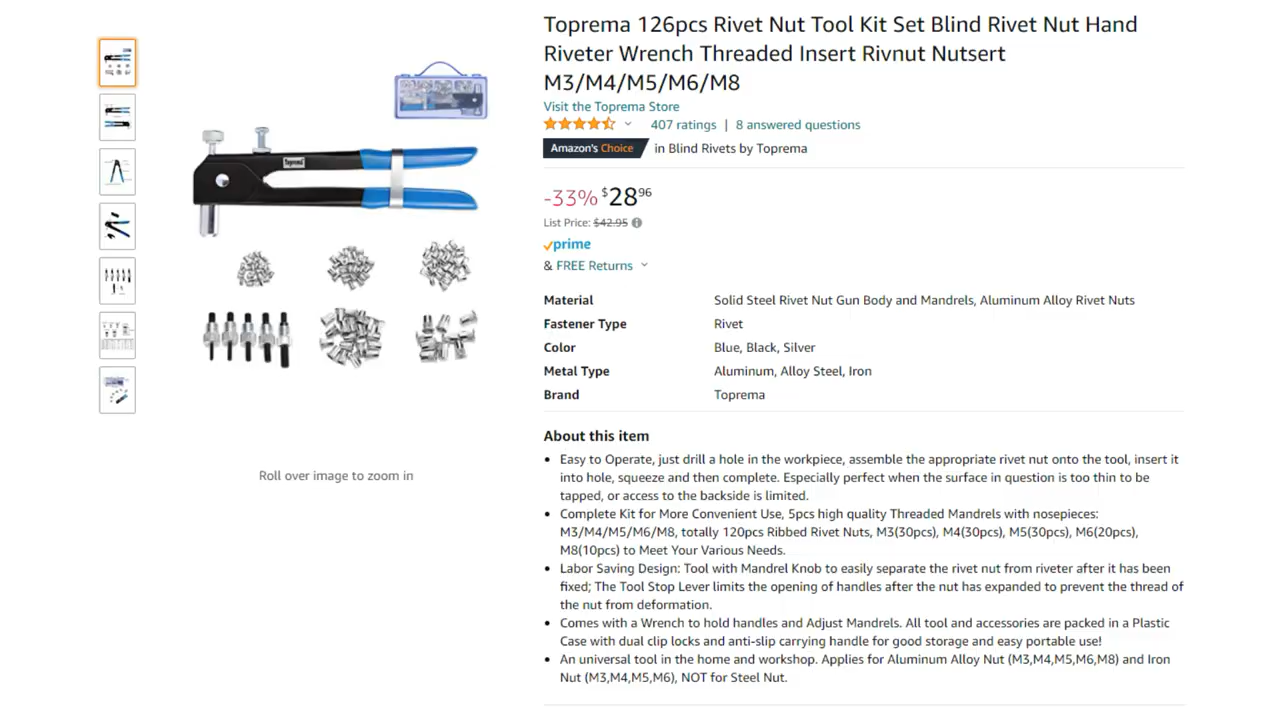 Toprema 126pcs Rivet Nut Tool Kit Set Blind Rivet Nut Hand
Riveter Wrench Threaded Insert Rivnut Nutsert
M3/M4/M5/M6/M8
Visit the Toprema Store
407 ratings | 8 answered questions
Amazon's Choice in Blind Rivets by Toprema
-33% $28 96
List Price: $42.95
prime
& FREE Returns
Material Solid Steel Rivet Nut Gun Body and Mandrels, Aluminum Alloy Rivet Nuts
Fastener Type Rivet
Color Blue, Black, Silver
Metal Type Aluminum, Alloy Steel, Iron
Brand Toprema
About this item
• Easy to Operate, just drill a hole in the workpiece, assemble the appropriate rivet nut onto the tool, insert it
into hole, squeeze and then complete. Especially perfect when the surface in question is too thin to be
tapped, or access to the backside is limited.
• Complete Kit for More Convenient Use, 5pcs high quality Threaded Mandrels with nosepieces:
M3/M4/M5/M6/M8, totally 120pcs Ribbed Rivet Nuts, M3(30pcs), M4(30pcs), M5(30pcs), M6(20pcs),
M8(10pcs) to Meet Your Various Needs.
• Labor Saving Design: Tool with Mandrel Knob to easily separate the rivet nut from riveter after it has been
fixed; The Tool Stop Lever limits the opening of handles after the nut has expanded to prevent the thread of
the nut from deformation.
• Comes with a Wrench to hold handles and Adjust Mandrels. All tool and accessories are packed in a Plastic
Case with dual clip locks and anti-slip carrying handle for good storage and easy portable use!
• An universal tool in the home and workshop. Applies for Aluminum Alloy Nut (M3,M4,M5,M6,M8) and Iron
Nut (M3,M4,M5,M6), NOT for Steel Nut.
Toprema
Roll over image to zoom in